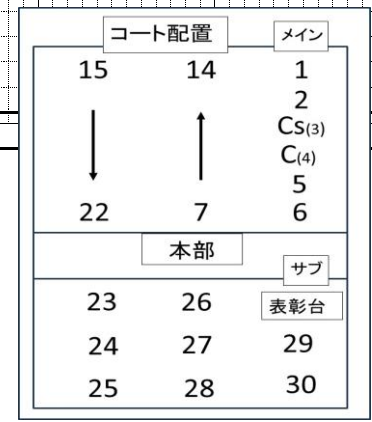 コート配置 メイン
15 14 1
2
Cs(3)
C(4)
5
22 7 6
本部
サブ
23 26 表彰台
24 27 29
25 28 30